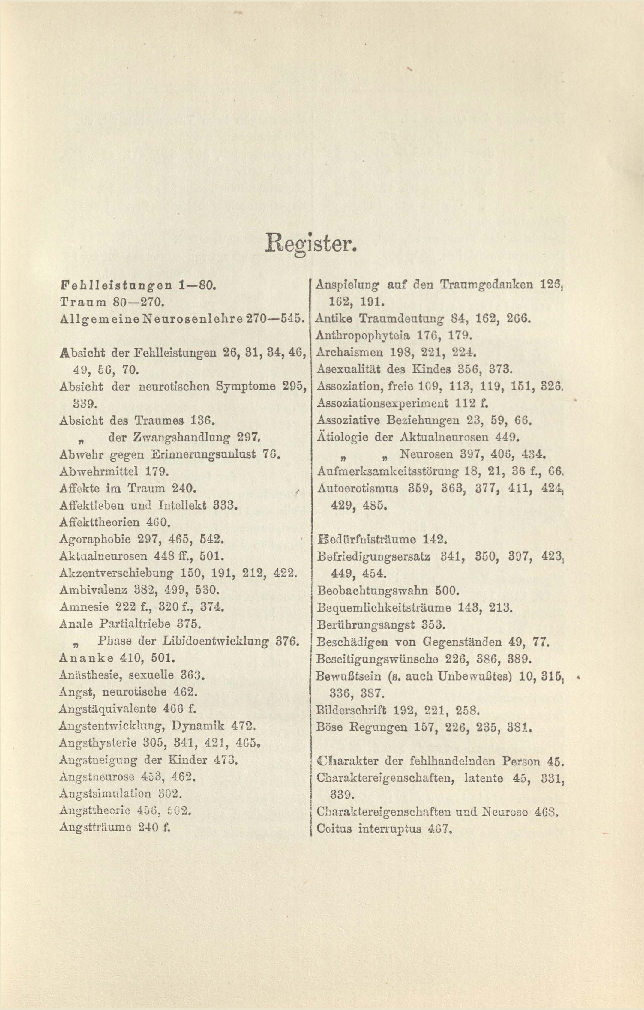 Register.
Fehlleistungen 1—80.
Traum 80—270.
Allgemeine Neurosenlehre 270—545.
Absicht der Fehlleistungen 26, 31, 34, 46,
49, 56, 70.
Absicht der neurotischen Symptome 295,
339.
Absicht des Traumes 136.
„ der Zwangshandlung 297.
Abwehr gegen Erinnerungsunlust 76.
Abwehrmittel 179.
Affekte im Traum 240.
Affektleben und Intellekt 333.
Affekttheorien 460.
Agoraphobie 297, 465, 542.
Aktualneurosen 448 ff., 501.
Akzentverschiebung 150, 191, 212, 422.
Ambivalenz 382, 499, 530.
Amnesie 222 f., 320 f., 374.
Anale Partialtriebe 375.
„ Phase der Libidoentwicklung 376.
Ananke 410, 501.
Anästhesie, sexuelle 363.
Angst, neurotische 462.
Angstäquivalente 466 f.
Angstentwicklung, Dynamik 472.
Angsthysterie 305, 341, 421, 465.
Angstneigung der Kinder 473.
Angstneurose 453, 462.
Angstsimulation 302.
Angsttheorie 456, 502.
Angstträume 240 f.
Anspielung auf den Traumgedanken 126,
162, 191.
Antike Traumdeutung 84, 162, 266.
Anthropophyteia 176, 179.
Archaismen 198, 221, 224.
Asexualität des Kindes 356, 373.
Assoziation, freie 109, 113, 119, 151, 326.
Assoziationsexperiment 112 f.
Assoziative Beziehungen 23, 59, 66.
Ätiologie der Aktualneurosen 449.
„ „ Neurosen 397, 406, 434.
Aufmerksamkeitsstörung 18, 21, 36 f., 66.
Autoerotismus 359, 363, 377, 411, 424,
429, 485.
Bedürfnisträume 142.
Befriedigungsersatz 341, 350, 397, 423,
449, 454.
Beobachtungswahn 500.
Bequemlichkeitsträume 143, 213.
Berührungsangst 353.
Beschädigen von Gegenständen 49, 77.
Beseitigungswünsche 226, 386, 389.
Bewußtsein (s. auch Unbewußtes) 10, 315,
336, 387.
Bilderschrift 192, 221, 258.
Böse Regungen 157, 226, 235, 381.
Charakter der fehlhandelnden Person 45.
Charaktereigenschaften, latente 45, 331,
339.
Charaktereigenschaften und Neurose 468.
Coitus interruptus 467.